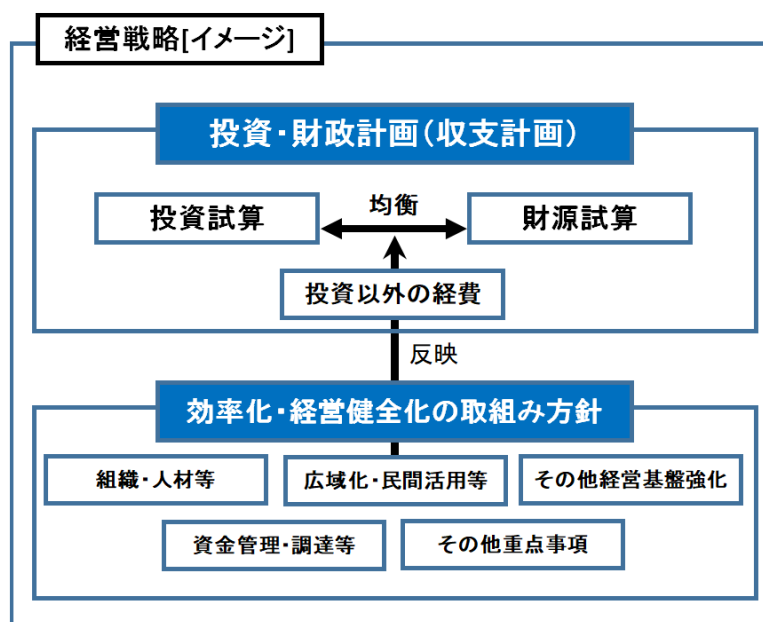 経営戦略[イメージ]
投資・財政計画(収支計画)
投資試算
均衡
財源試算
投資以外の経費
反映
効率化・経営健全化の取組み方針
組織・人材等
広域化・民間活用等
その他経営基盤強化
資金管理・調達等
その他重点事項